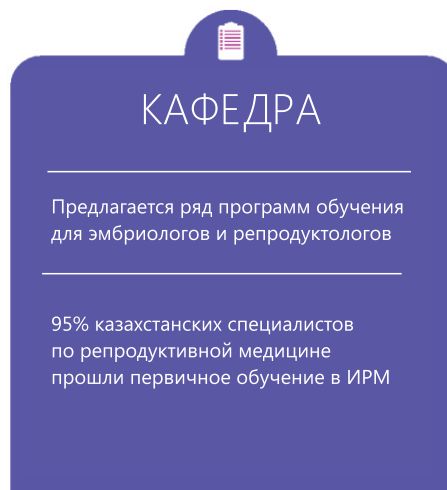 КАФЕДРА
Предлагается ряд программ обучения
для эмбриологов и репродуктологов
95% казахстанских специалистов
по репродуктивной медицине
прошли первичное обучение в ИРМ